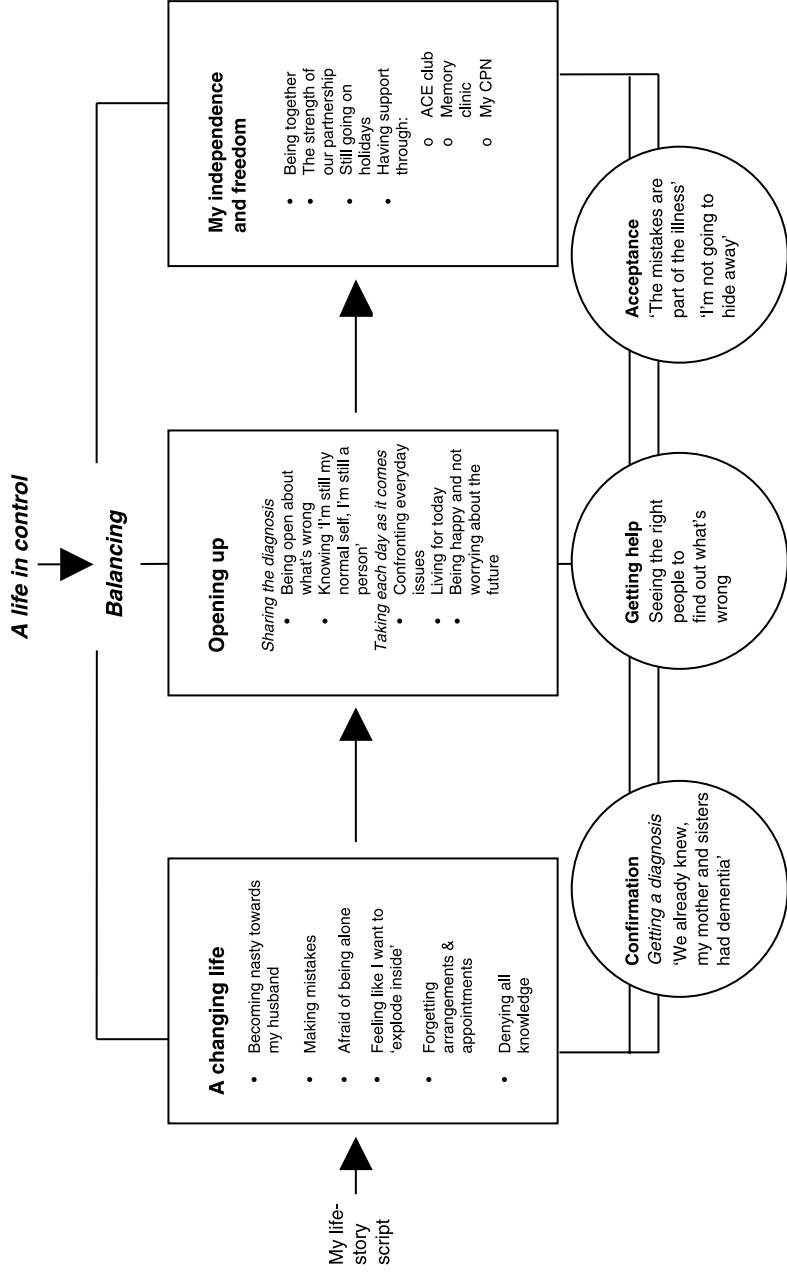 A life in control
Balancing
My life-
story
script
A changing life
• Becoming nasty towards
my husband
• Making mistakes
• Afraid of being alone
• Feeling like I want to
‘explode inside’
• Forgetting
arrangements &
appointments
• Denying all
knowledge
Opening up
Sharing the diagnosis
• Being open about
what’s wrong
• Knowing ‘I’m still my
normal self, I’m still a
person’
Taking each day as it comes
• Confronting everyday
issues
• Living for today
• Being happy and not
worrying about the
future
My independence
and freedom
• Being together
• The strength of
our partnership
• Still going on
holidays
• Having support
through:
o ACE club
o Memory
clinic
o My CPN
Confirmation
Getting a diagnosis
‘We already knew,
my mother and sisters
had dementia’
Getting help
Seeing the right
people to
find out what’s
wrong
Acceptance
‘The mistakes are
part of the illness’
‘I’m not going to
hide away’